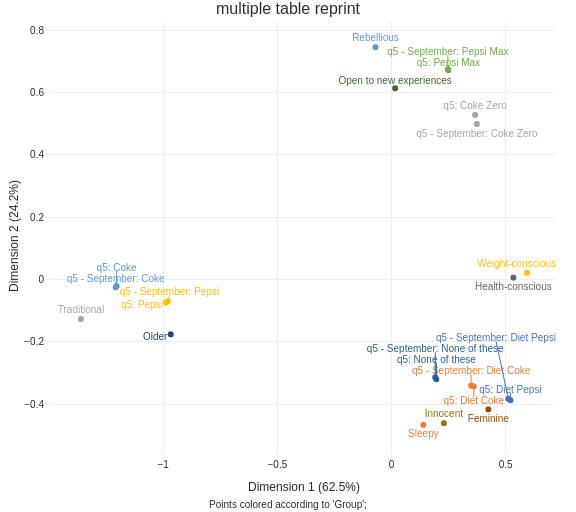 multiple table reprint
0.8
Rebellious
q5 - September: Pepsi Max
q5: Pepsi Max
Open to new experiences
0.6
q5: Coke Zero
q5 - September: Coke Zero
0.4
0.2
Dimension 2 (24.2%)
Weight-conscious
q5: Coke
q5 - September: Coke
0
Health-conscious
q5 - September: Pepsi
q5: Pepsi
Traditional
Older
−0.2
q5 - September: Diet Pepsi
q5 - September: None of these
q5: None of these
q5 - September: Diet Coke
q5: Diet Pepsi
q5: Diet Coke
−0.4
Innocent
Feminine
Sleepy
−1
−0.5
0
0.5
Dimension 1 (62.5%)
Points colored according to 'Group';